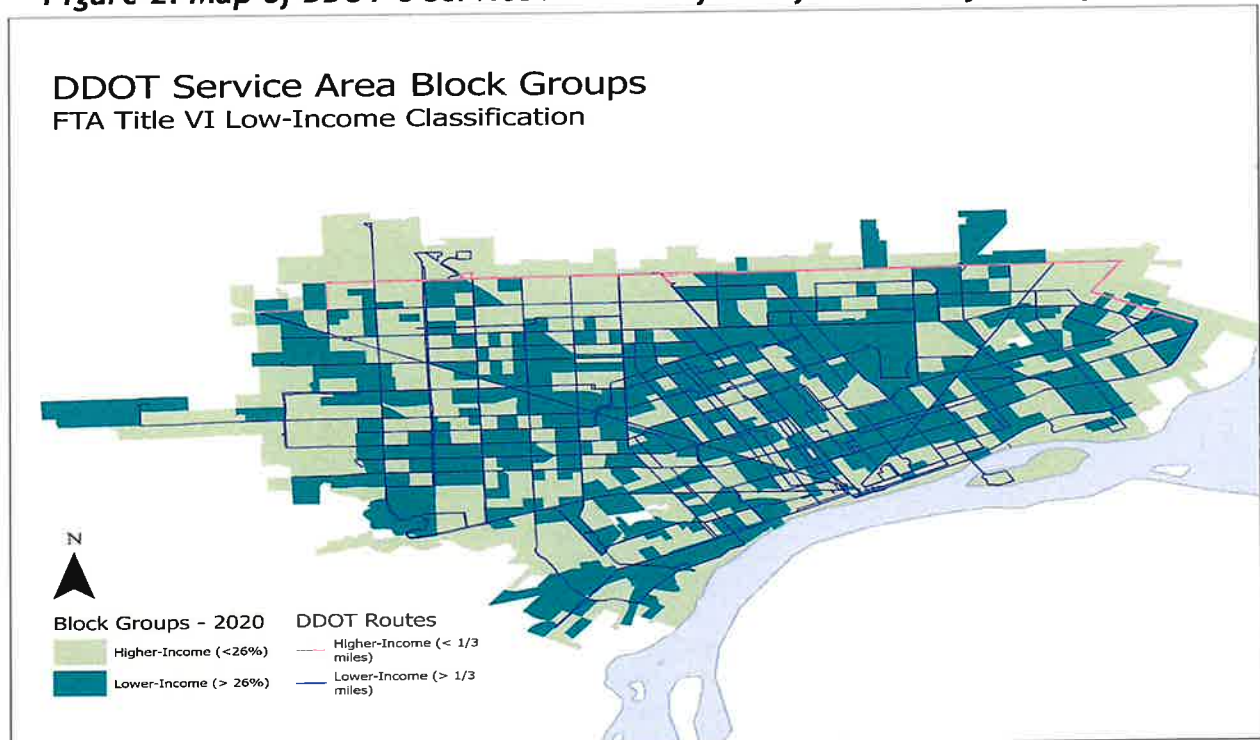 DDOT Service Area Block Groups
FTA Title VI Low-Income Classification
N
Block Groups - 2020
Higher-Income (<26%)
Lower-Income (> 26%)
DDOT Routes
Higher-Income (< 1/3
miles)
Lower-Income (> 1/3
miles)